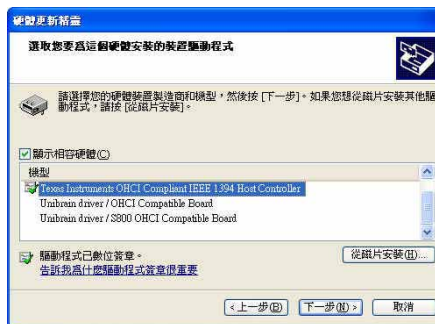 硬體更新精靈
選取您要為這個硬體安裝的裝置驅動程式
請選擇您的硬體裝置製造商和機型，然後按 [下一步]。如果您想從磁片安裝其他驅
動程式，請按 [從磁片安裝]。
顯示相容硬體(C)
機型
Texas Instruments OHCI Compliant IEEE 1394 Host Controller
Unibrain driver / OHCI Compatible Board
Unibrain driver / S800 OHCI Compatible Board
驅動程式已數位簽章。
從磁片安裝(H)...
告訴我為什麼驅動程式簽章很重要
< 上一步(B)
下一步(N) >
取消